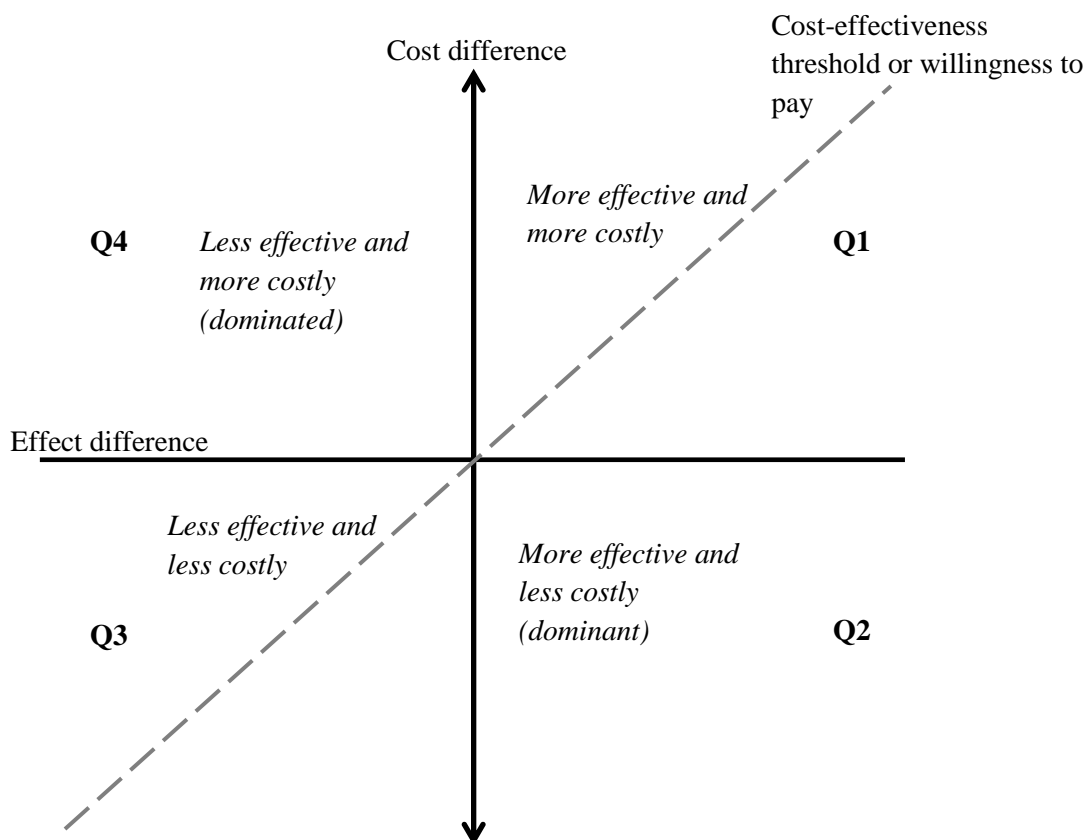 Cost-effectiveness
threshold or willingness to
pay
Cost difference
More effective and
more costly
Q4
Less effective and
more costly
(dominated)
Q1
Effect difference
Less effective and
less costly
More effective and
less costly
(dominant)
Q3
Q2